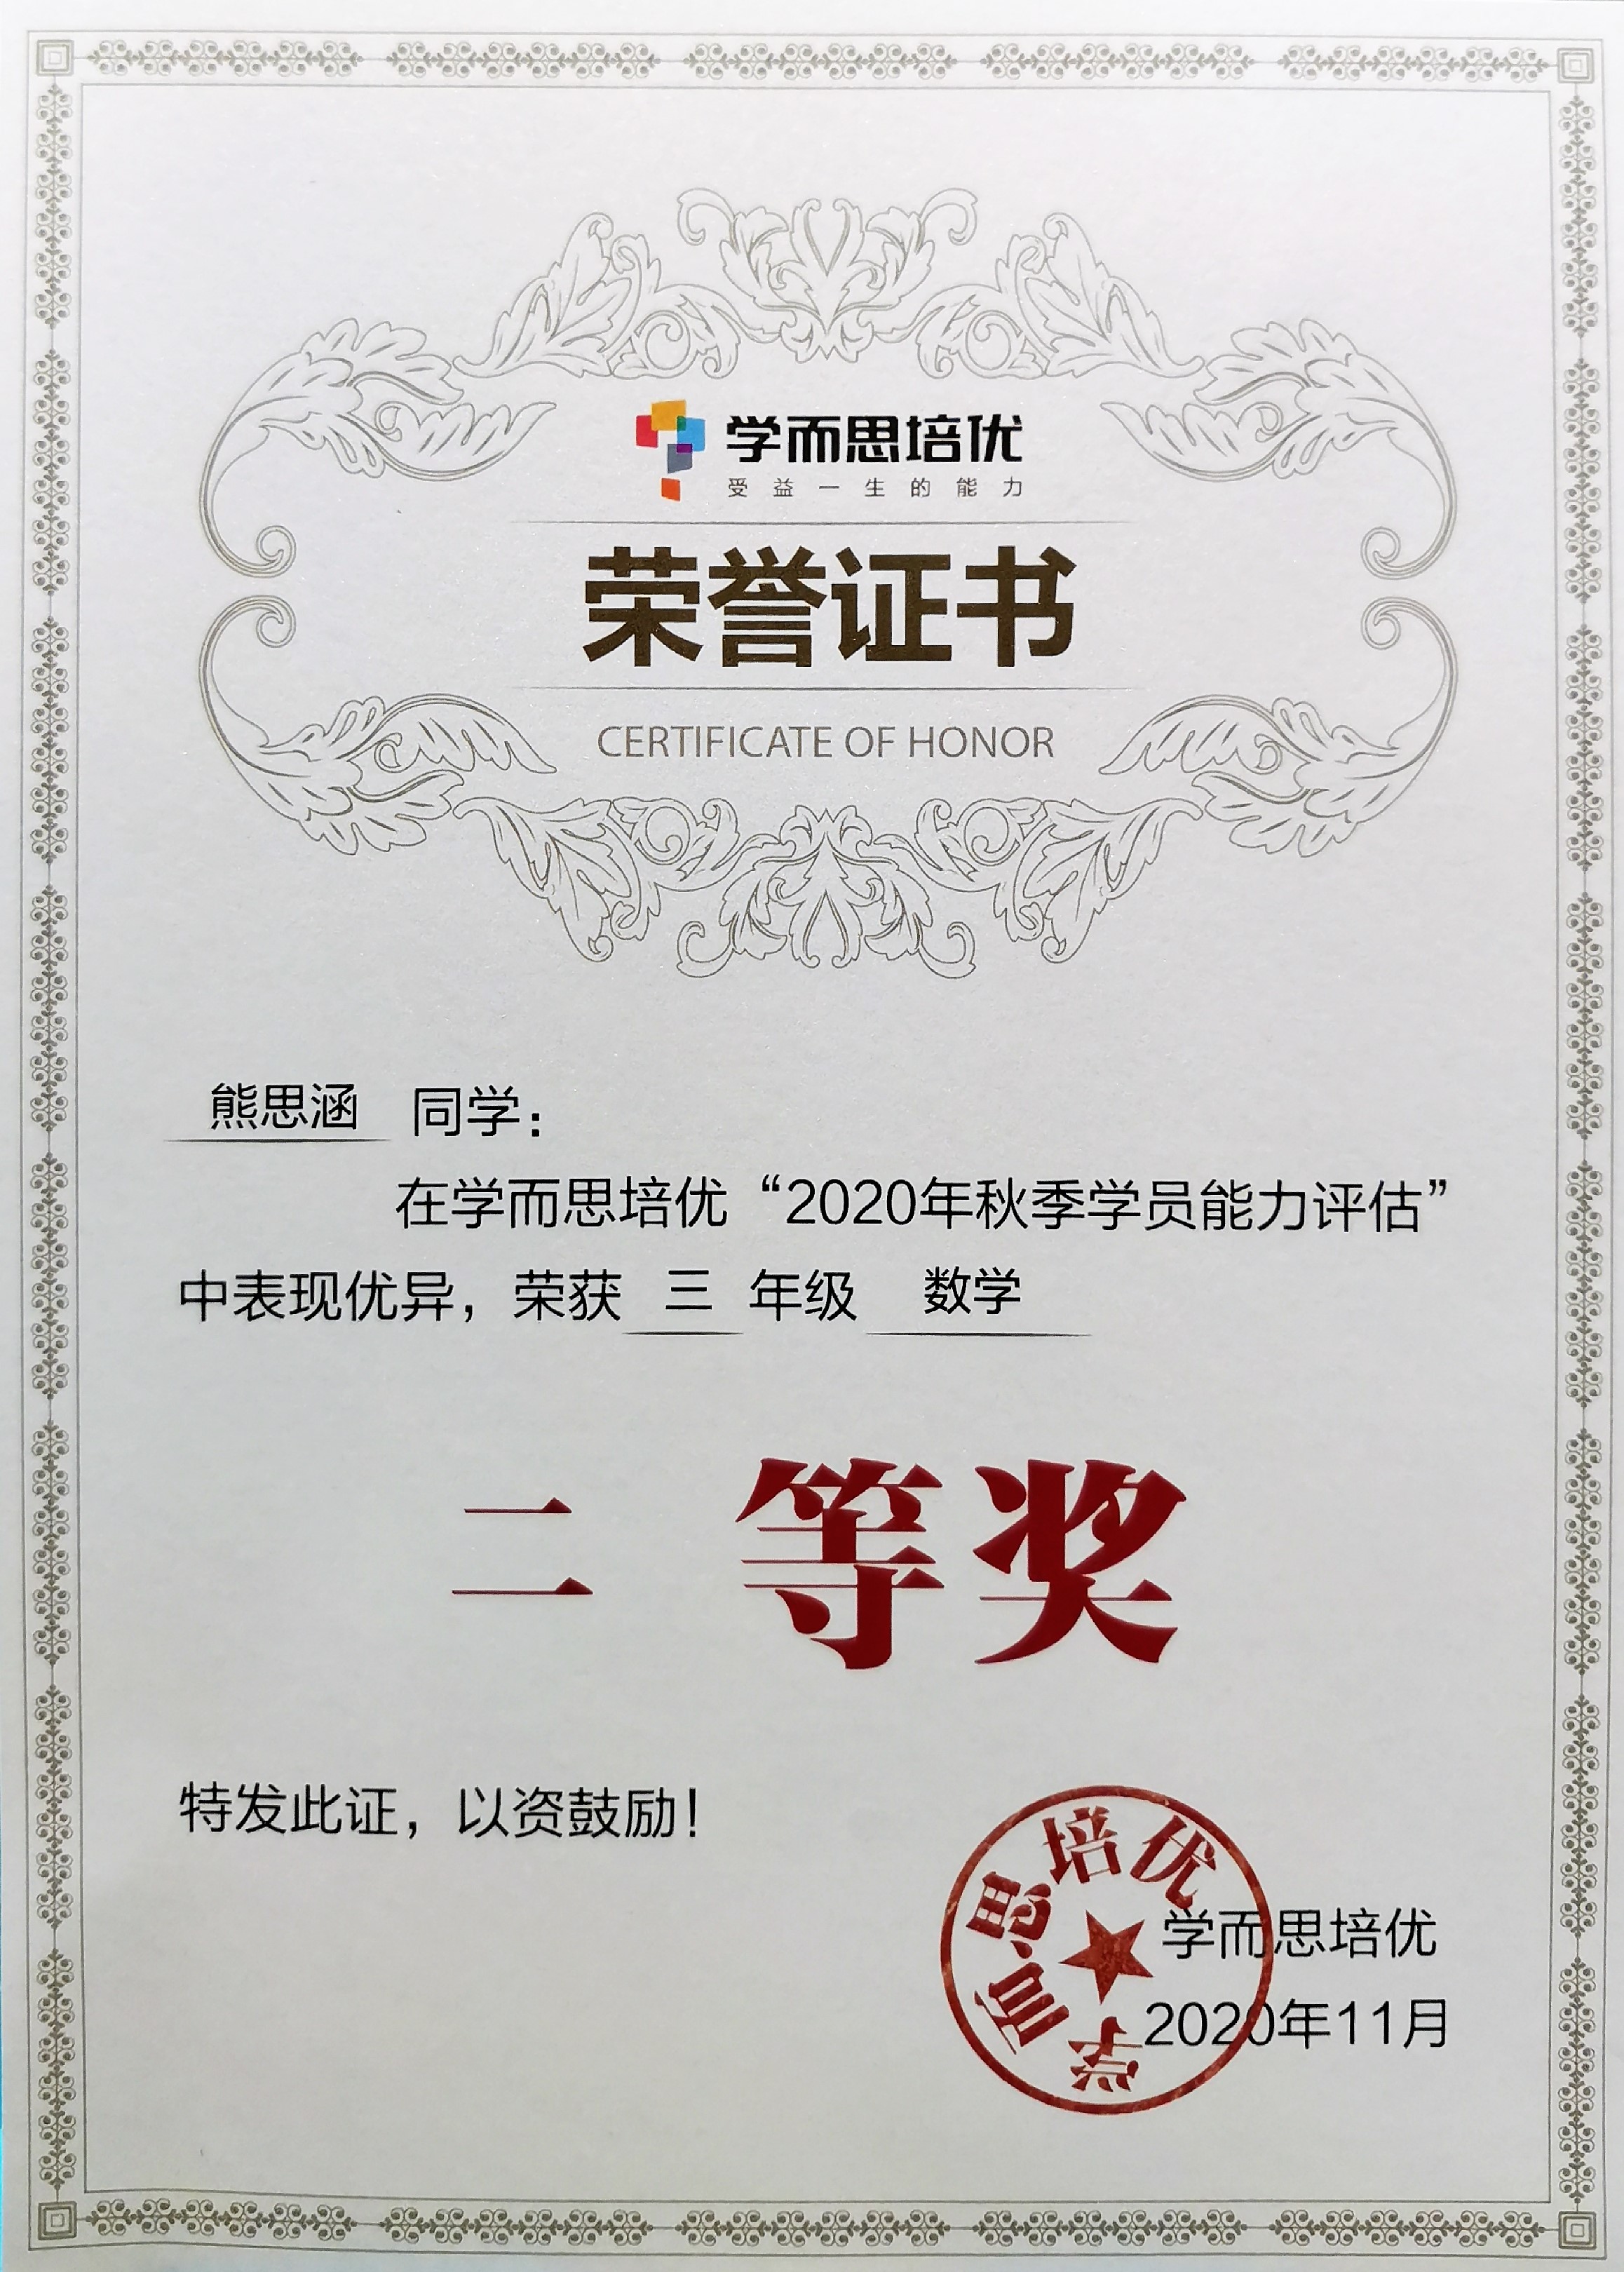 学而思培优
受益一生的能力
荣誉证书
CERTIFICATE OF HONOR
熊思涵 同学：
在学而思培优“2020年秋季学员能力评估”
中表现优异，荣获 三 年级 数学
二 等奖
特发此证，以资鼓励！
学而思培优
学而思培优
2020年11月